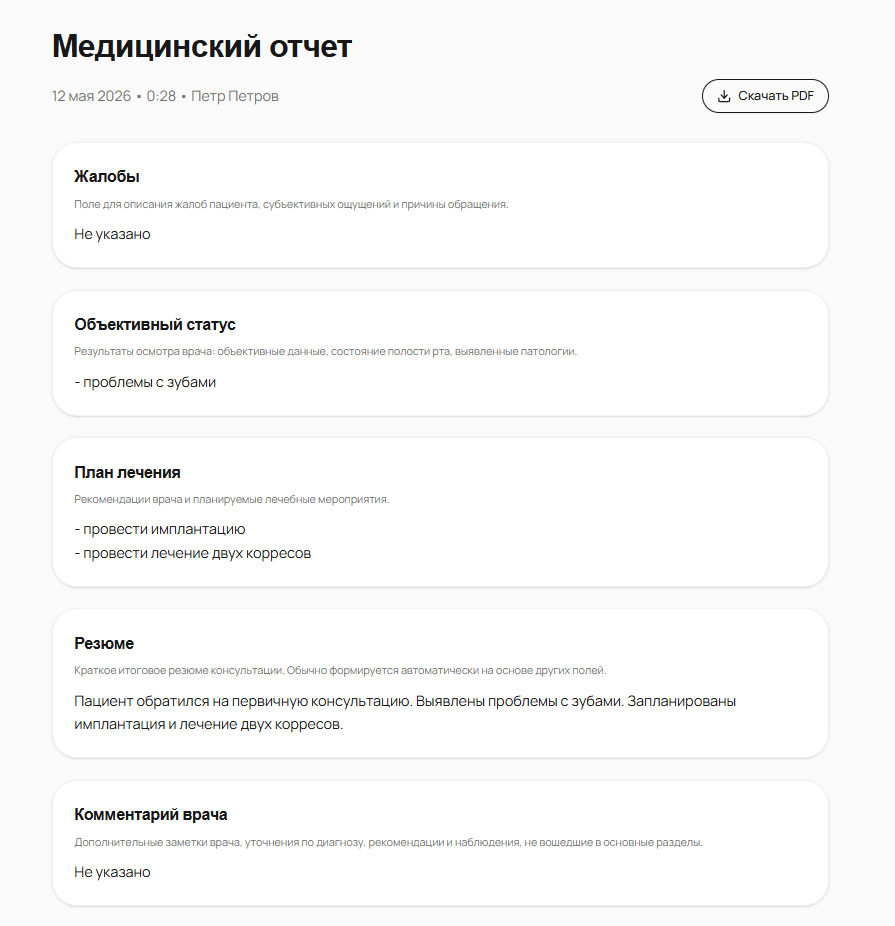 Медицинский отчет
12 мая 2026 • 0:28 • Петр Петров
Скачать PDF
Жалобы
Поле для описания жалоб пациента, субъективных ощущений и причины обращения.
Не указано
Объективный статус
Результаты осмотра врача: объективные данные, состояние полости рта, выявленные патологии.
- проблемы с зубами
План лечения
Рекомендации врача и планируемые лечебные мероприятия.
- провести имплантацию
- провести лечение двух корресов
Резюме
Краткое итоговое резюме консультации. Обычно формируется автоматически на основе других полей.
Пациент обратился на первичную консультацию. Выявлены проблемы с зубами. Запланированы
имплантация и лечение двух корресов.
Комментарий врача
Дополнительные заметки врача, уточнения по диагнозу, рекомендации и наблюдения, не вошедшие в основные разделы.
Не указано